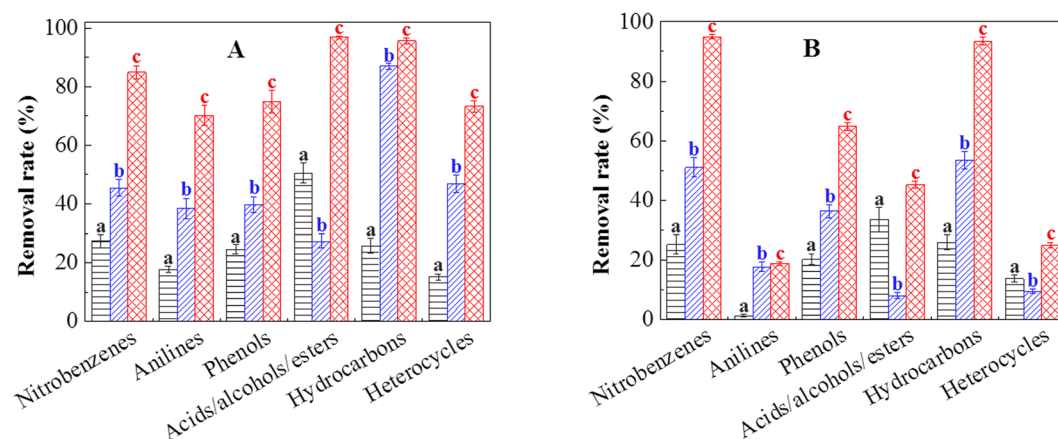 A
Removal rate (%)
100
80
60
40
20
0
a
b
c
a
b
c
a
b
c
a
b
c
a
b
c
a
b
c
Nitrobenzenes
Anilines
Phenols
Acids/alcohols/esters
Hydrocarbons
Heterocycles
B
Removal rate (%)
100
80
60
40
20
0
a
b
c
a
b
c
a
b
c
a
b
c
a
b
c
a
b
c
Nitrobenzenes
Anilines
Phenols
Acids/alcohols/esters
Hydrocarbons
Heterocycles